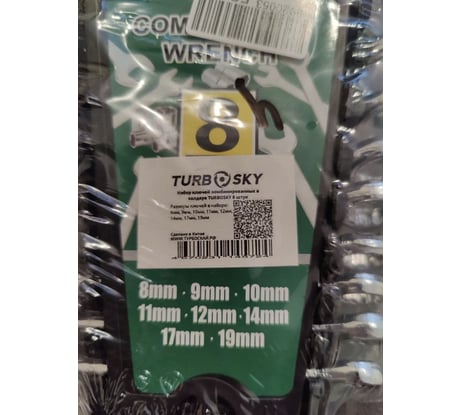 WRENCH
8
TURBOSKY
Набор ключей комбинированных в
холдере TURBOSKY 8 штук
Размеры ключей в наборе:
8мм, 9мм, 10мм, 11мм, 12мм,
14мм, 17мм, 19мм
Сделано в Китае
WWW.ТУРБОСКАЙ.РФ
8mm · 9mm · 10mm
11mm · 12mm · 14mm
17mm · 19mm